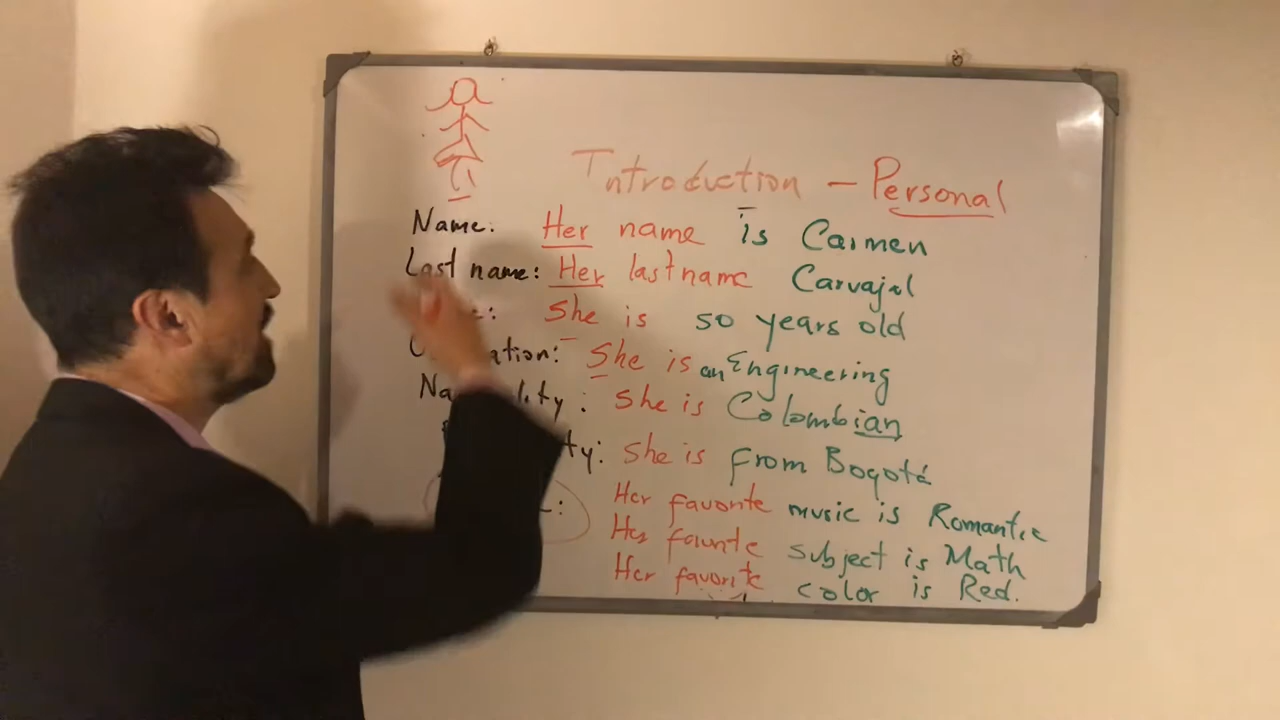 Introduction - Personal
Name: Her name is Carmen
Last name: Her lastname Carvajal
She is 50 years old
She is an Engineering
She is Colombian
She is from Bogotá
Her favorite music is Romantic
Her favorite subject is Math
Her favorite color is Red.